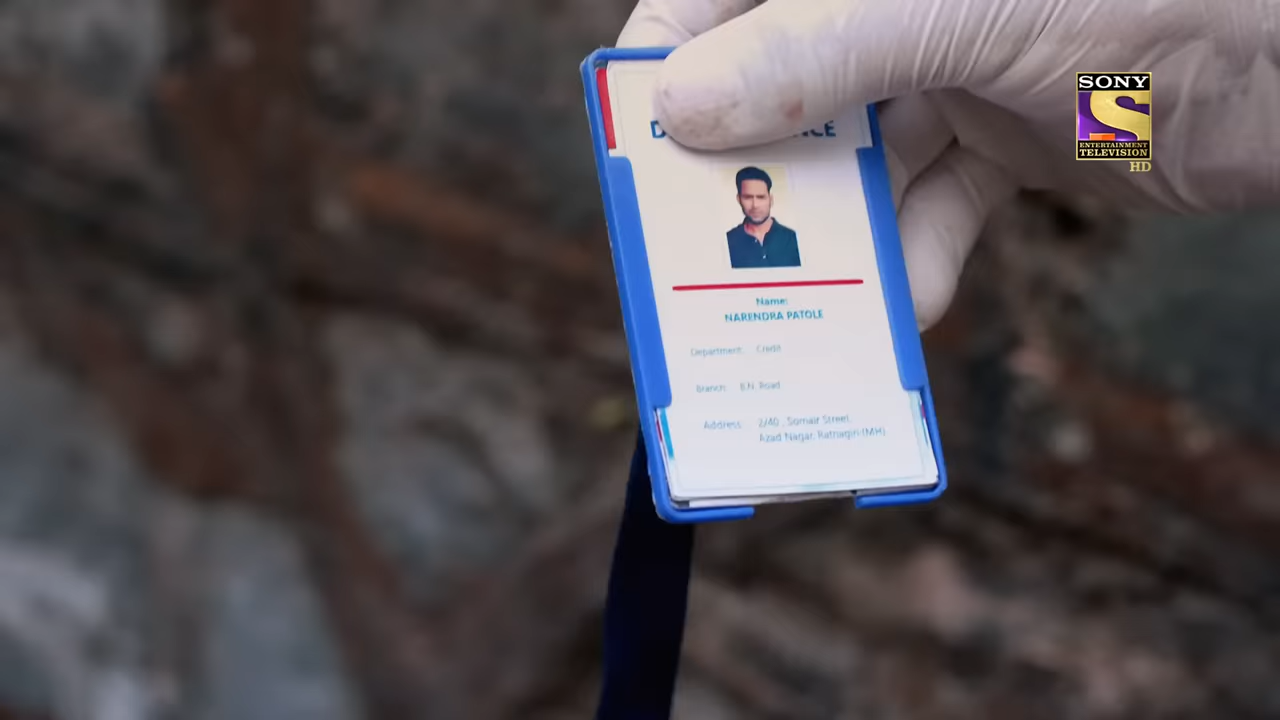 SONY
ENTERTAINMENT
TELEVISION
HD
Name:
NARENDRA PATOLE
Department: Credit
Branch: B.N. Road
Address: 2/40 , Somair Street,
Azad Nagar, Ratnagiri (MH)